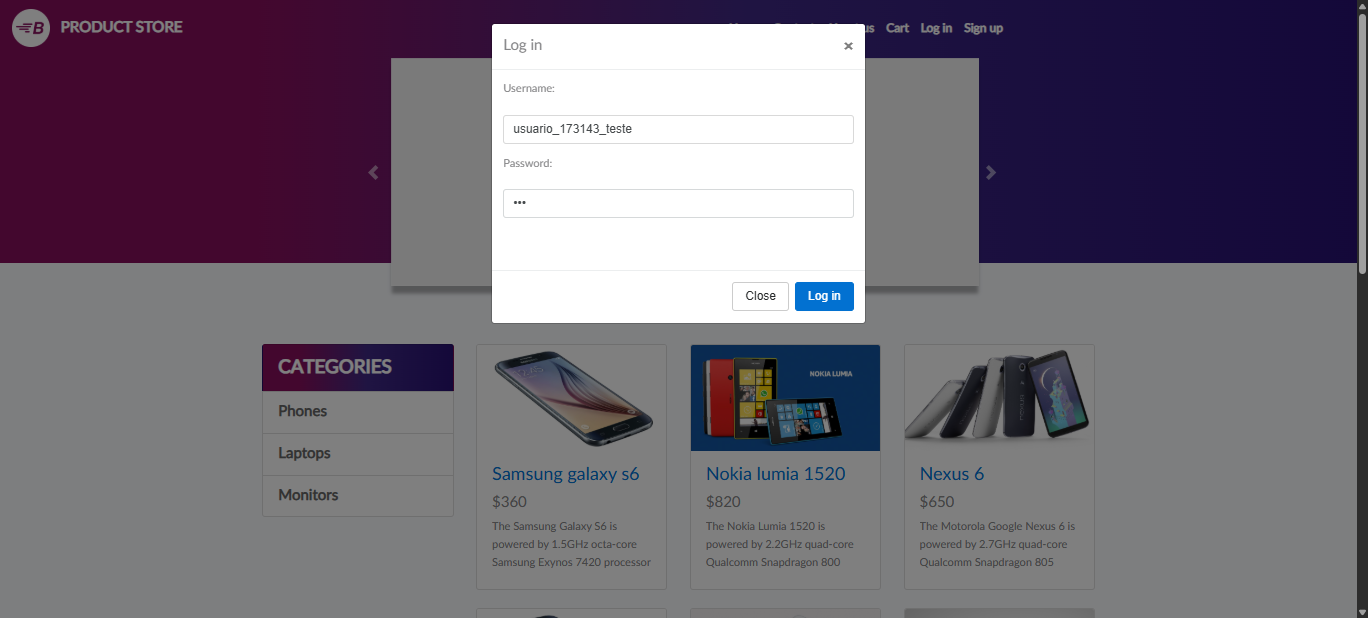 B PRODUCT STORE
us Cart Log in Sign up
Log in ×
Username:
usuario_173143_teste
Password:
•••
Close Log in
CATEGORIES
Phones
Laptops
Monitors
Samsung galaxy s6
$360
The Samsung Galaxy S6 is
powered by 1.5GHz octa-core
Samsung Exynos 7420 processor
NOKIA LUMIA
Nokia lumia 1520
$820
The Nokia Lumia 1520 is
powered by 2.2GHz quad-core
Qualcomm Snapdragon 800
Nexus 6
$650
The Motorola Google Nexus 6 is
powered by 2.7GHz quad-core
Qualcomm Snapdragon 805